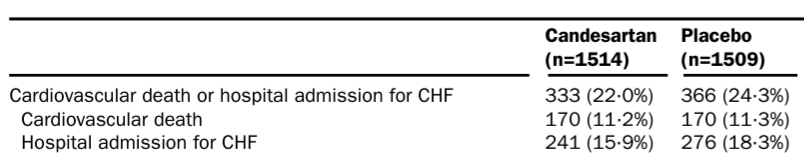 Candesartan Placebo
(n=1514) (n=1509)
Cardiovascular death or hospital admission for CHF 333 (22·0%) 366 (24·3%)
Cardiovascular death 170 (11·2%) 170 (11·3%)
Hospital admission for CHF 241 (15·9%) 276 (18·3%)